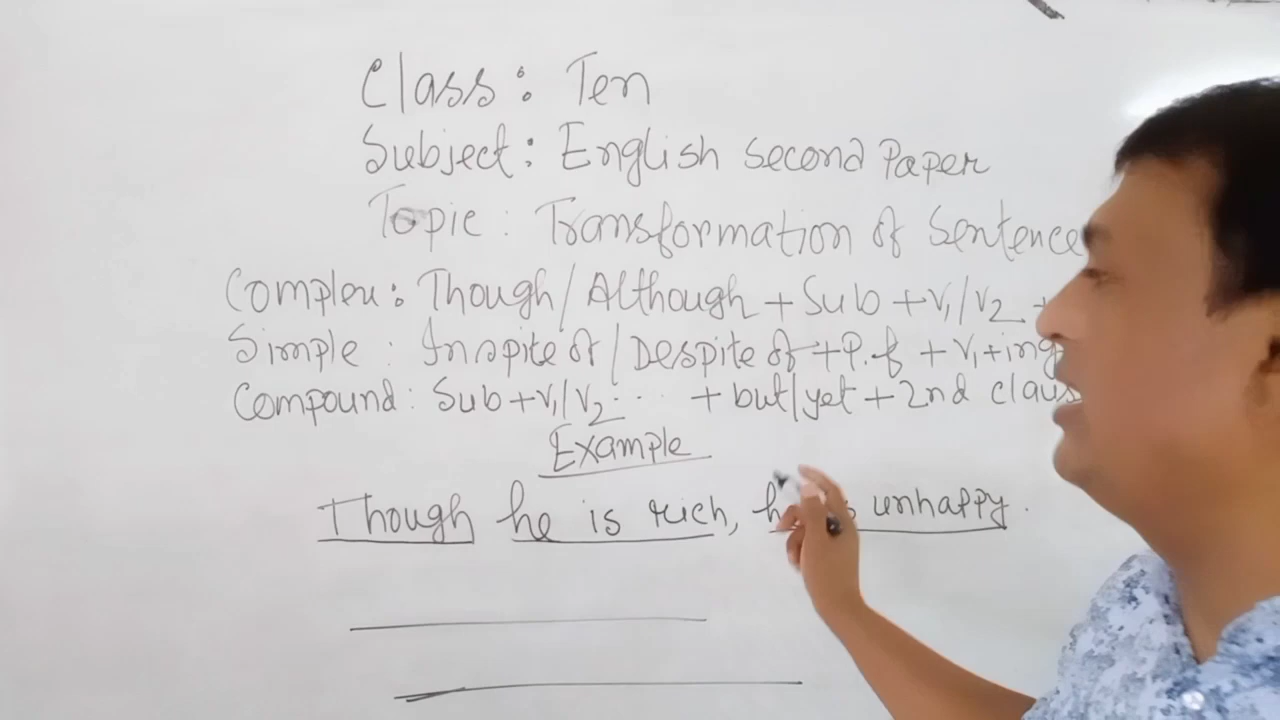 Class: Ten
Subject: English Second Paper
Topic: Transformation of Sentence
Complex: Though/Although + Sub + V1/V2 +
Simple: Inspite of/Despite of + P.f + V1+ing
Compound: Sub + V1/V2 .... + but/yet + 2nd claus
Example
Though he is rich, unhappy.